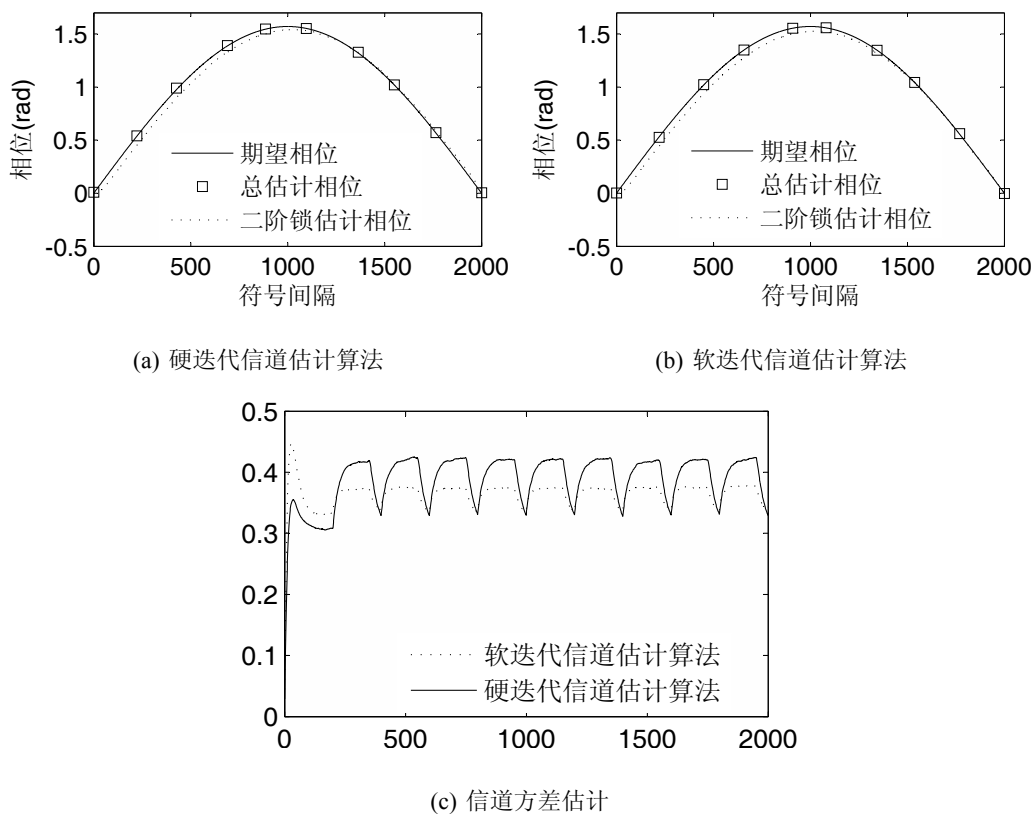 1.5
1
0.5
0
-0.5
相位(rad)
期望相位
总估计相位
二阶锁估计相位
0
500
1000
1500
2000
符号间隔
(a) 硬迭代信道估计算法
1.5
1
0.5
0
-0.5
相位(rad)
期望相位
总估计相位
二阶锁估计相位
0
500
1000
1500
2000
符号间隔
(b) 软迭代信道估计算法
0.5
0.4
0.3
0.2
0.1
0
软迭代信道估计算法
硬迭代信道估计算法
0
500
1000
1500
2000
(c) 信道方差估计